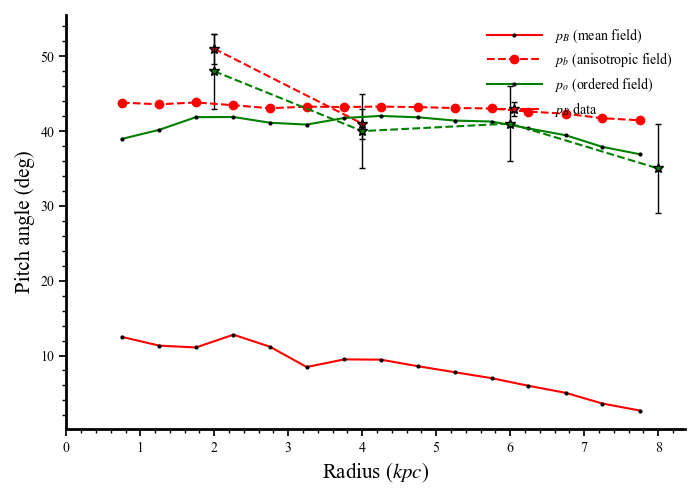 50
40
30
20
10
0
1
2
3
4
5
6
7
8
Pitch angle (deg)
Radius (kpc)
p_B (mean field)
p_b (anisotropic field)
p_o (ordered field)
p_B data